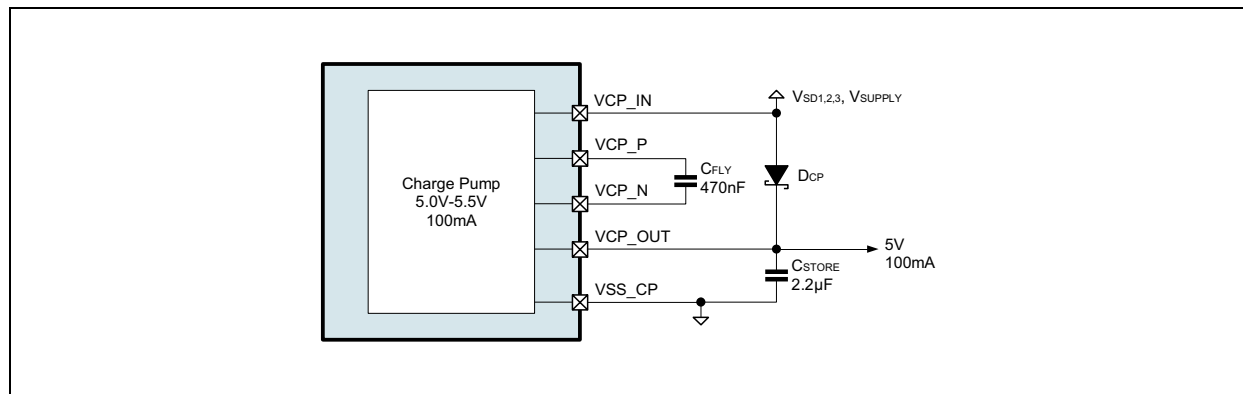 VCP_IN
VSD1,2,3, VSUPPLY
VCP_P
CFLY
470nF
DCP
Charge Pump
5.0V-5.5V
100mA
VCP_N
VCP_OUT
5V
100mA
CSTORE
2.2µF
VSS_CP